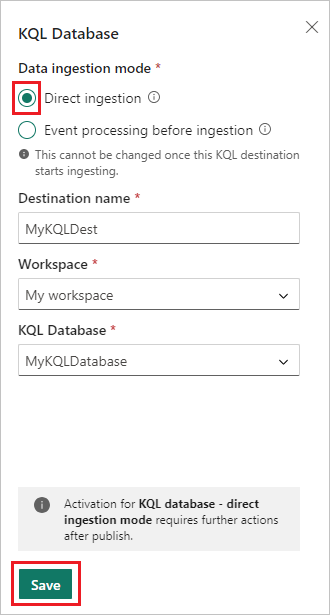 KQL Database
Data ingestion mode *
Direct ingestion
Event processing before ingestion
This cannot be changed once this KQL destination
starts ingesting.
Destination name *
MyKQLDest
Workspace *
My workspace
KQL Database *
MyKQLDatabase
Activation for KQL database - direct
ingestion mode requires further actions
after publish.
Save